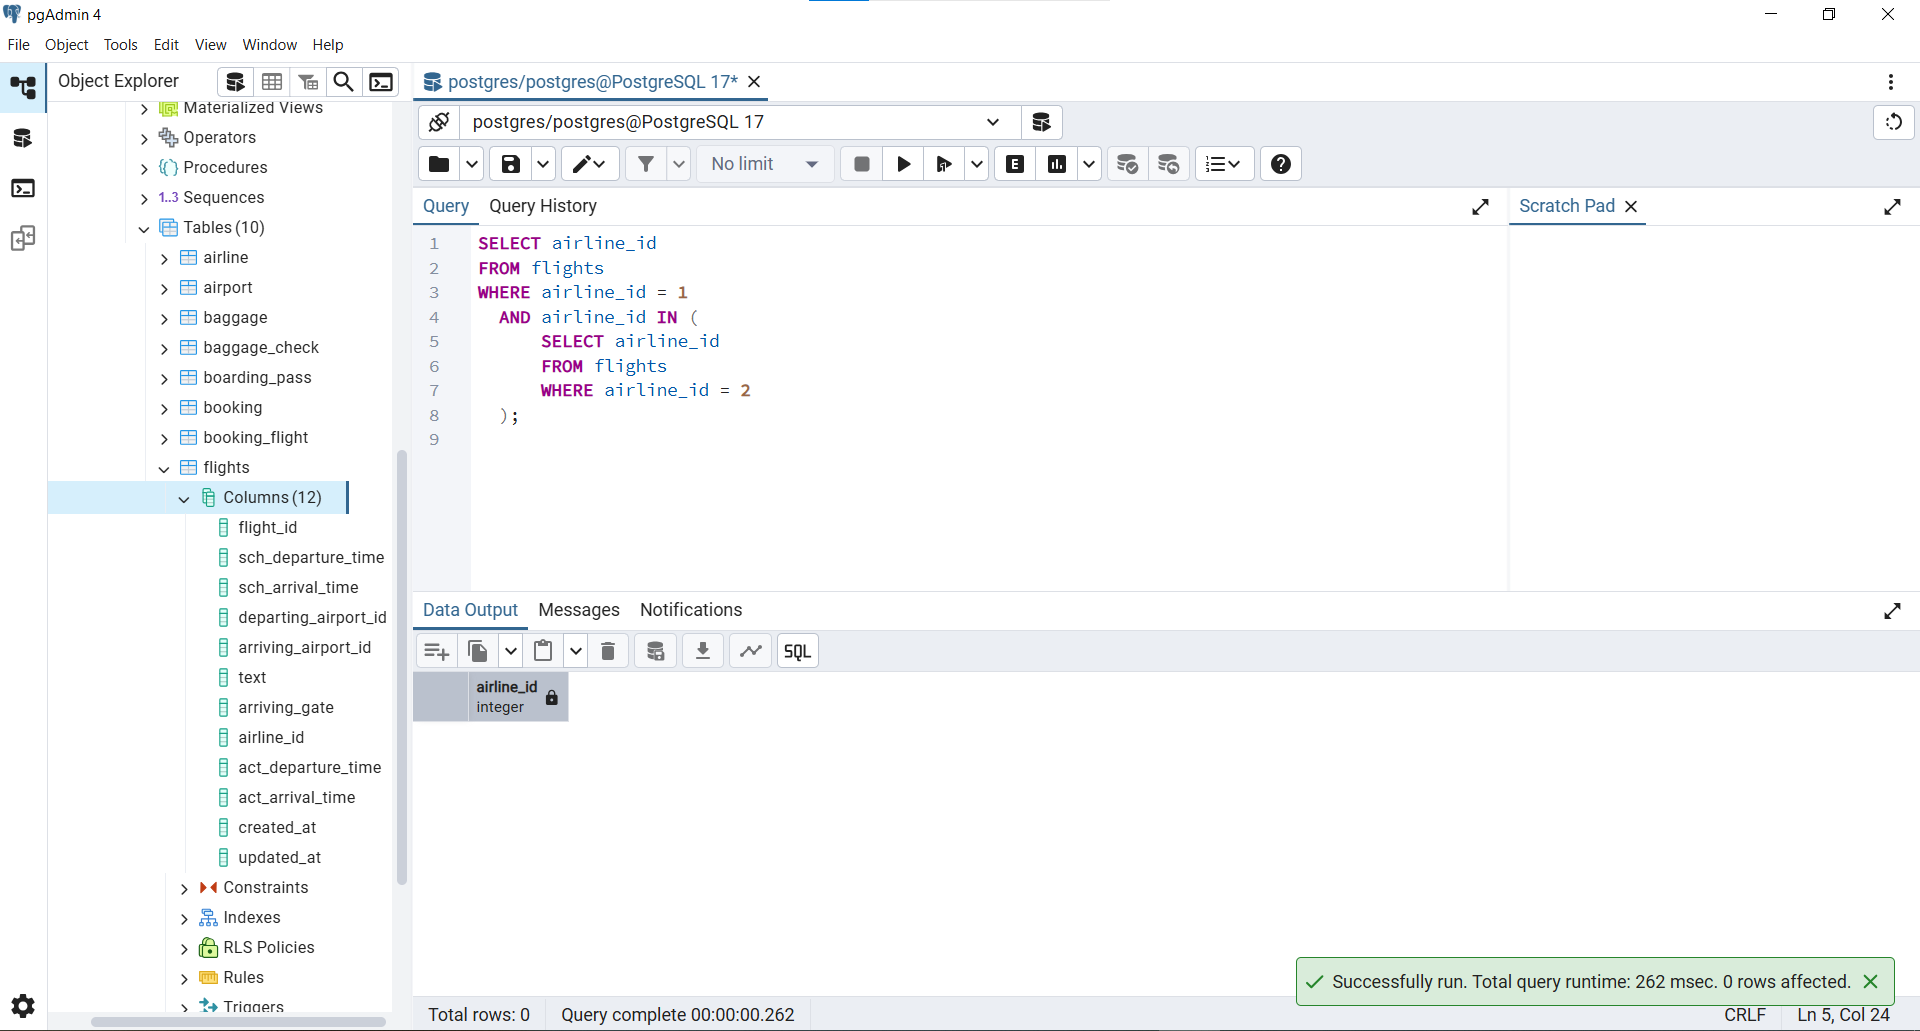 pgAdmin 4
File Object Tools Edit View Window Help
Object Explorer
Materialized Views
Operators
Procedures
1..3 Sequences
Tables (10)
airline
airport
baggage
baggage_check
boarding_pass
booking
booking_flight
flights
Columns (12)
flight_id
sch_departure_time
sch_arrival_time
departing_airport_id
arriving_airport_id
text
arriving_gate
airline_id
act_departure_time
act_arrival_time
created_at
updated_at
Constraints
Indexes
RLS Policies
Rules
Triggers
postgres/postgres@PostgreSQL 17*
postgres/postgres@PostgreSQL 17
No limit
E
Query Query History
Scratch Pad
1 SELECT airline_id
2 FROM flights
3 WHERE airline_id = 1
4 AND airline_id IN (
5 SELECT airline_id
6 FROM flights
7 WHERE airline_id = 2
8 );
9
Data Output Messages Notifications
SQL
airline_id
integer
Successfully run. Total query runtime: 262 msec. 0 rows affected.
Total rows: 0 Query complete 00:00:00.262 CRLF Ln 5, Col 24